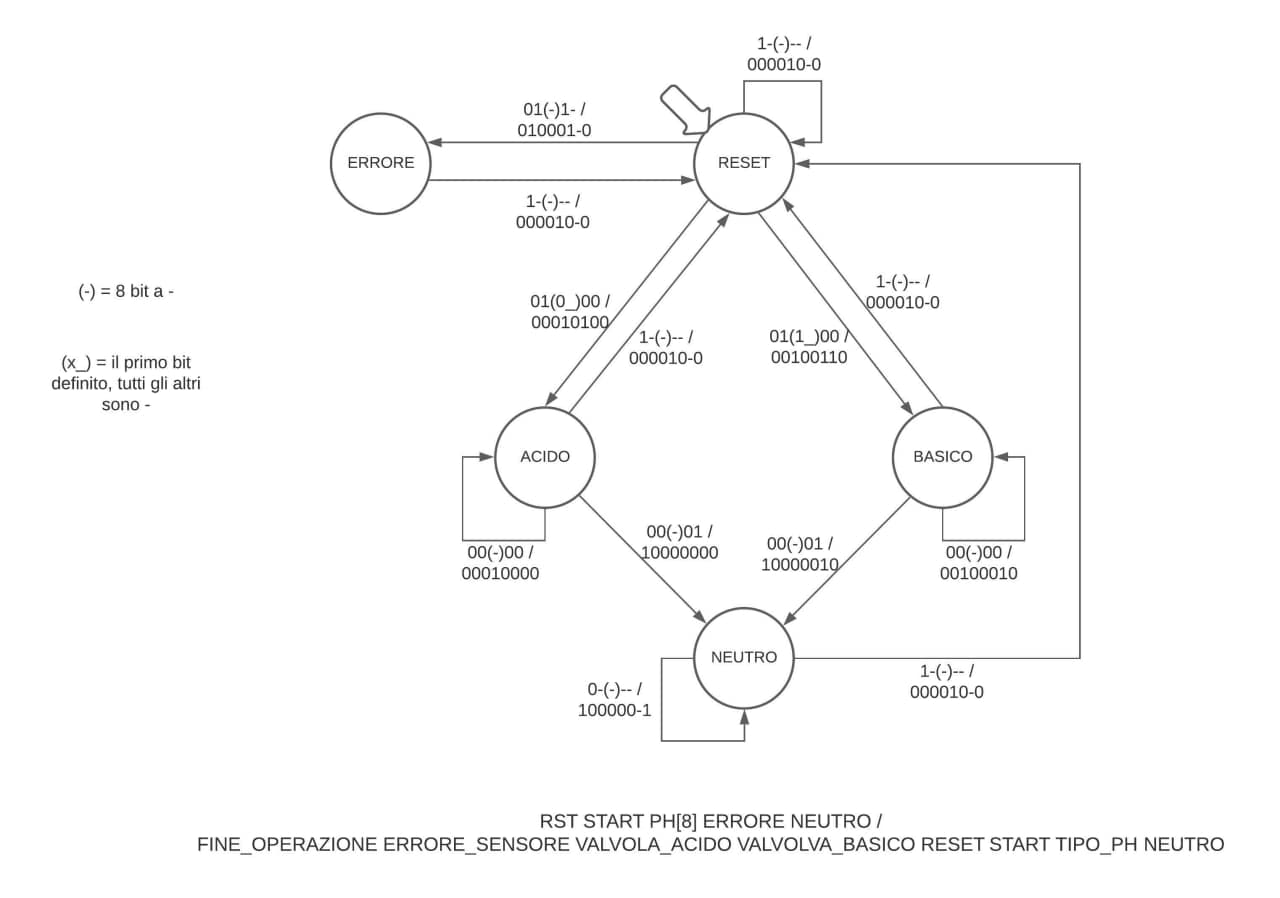 1-(-)-- /
000010-0
01(-)1- /
010001-0
ERRORE
RESET
1-(-)-- /
000010-0
(-) = 8 bit a -
01(0_)00 /
00010100
1-(-)-- /
000010-0
01(1_)00 /
00100110
1-(-)-- /
000010-0
(x_) = il primo bit
definito, tutti gli altri
sono -
ACIDO
BASICO
00(-)00 /
00010000
00(-)01 /
10000000
00(-)01 /
10000010
00(-)00 /
00100010
NEUTRO
0-(-)-- /
100000-1
1-(-)-- /
000010-0
RST START PH[8] ERRORE NEUTRO /
FINE_OPERAZIONE ERRORE_SENSORE VALVOLA_ACIDO VALVOLVA_BASICO RESET START TIPO_PH NEUTRO